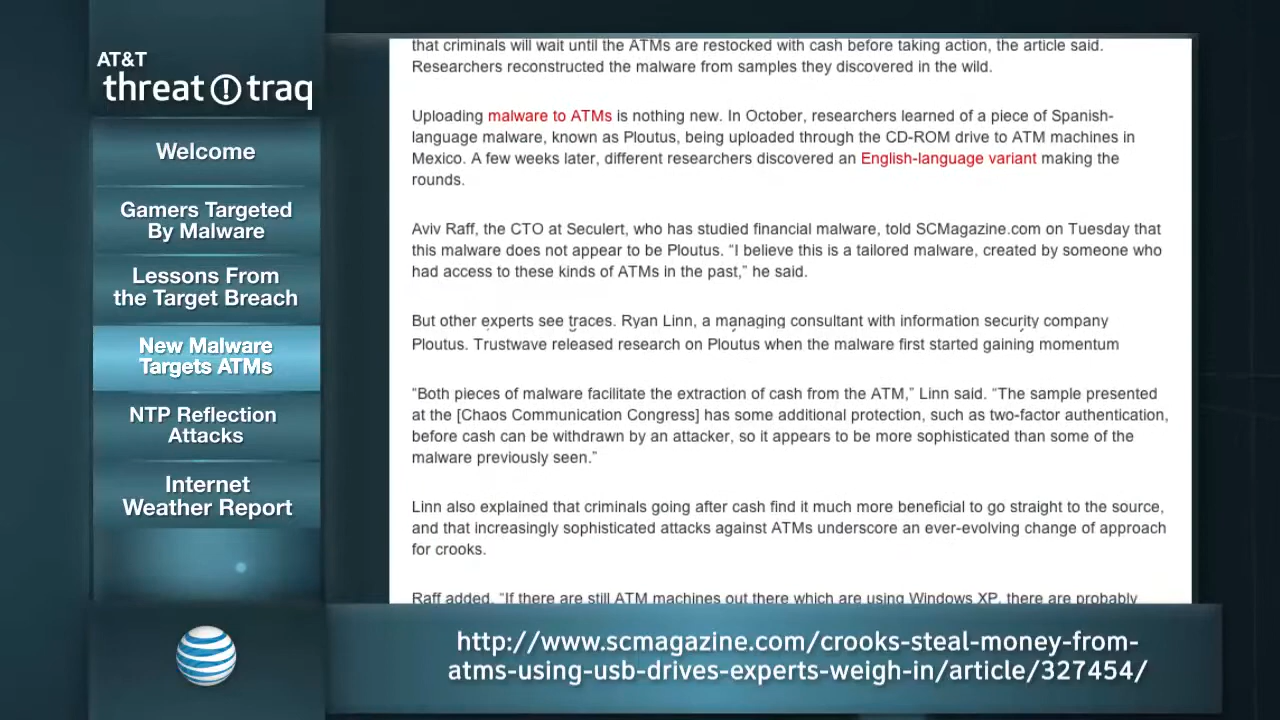 AT&T
threat ! traq
Welcome
Gamers Targeted
By Malware
Lessons From
the Target Breach
New Malware
Targets ATMs
NTP Reflection
Attacks
Internet
Weather Report
that criminals will wait until the ATMs are restocked with cash before taking action, the article said.
Researchers reconstructed the malware from samples they discovered in the wild.
Uploading malware to ATMs is nothing new. In October, researchers learned of a piece of Spanish-
language malware, known as Ploutus, being uploaded through the CD-ROM drive to ATM machines in
Mexico. A few weeks later, different researchers discovered an English-language variant making the
rounds.
Aviv Raff, the CTO at Seculert, who has studied financial malware, told SCMagazine.com on Tuesday that
this malware does not appear to be Ploutus. “I believe this is a tailored malware, created by someone who
had access to these kinds of ATMs in the past,” he said.
But other experts see traces. Ryan Linn, a managing consultant with information security company
Ploutus. Trustwave released research on Ploutus when the malware first started gaining momentum
“Both pieces of malware facilitate the extraction of cash from the ATM,” Linn said. “The sample presented
at the [Chaos Communication Congress] has some additional protection, such as two-factor authentication,
before cash can be withdrawn by an attacker, so it appears to be more sophisticated than some of the
malware previously seen.”
Linn also explained that criminals going after cash find it much more beneficial to go straight to the source,
and that increasingly sophisticated attacks against ATMs underscore an ever-evolving change of approach
for crooks.
Raff added, “If there are still ATM machines out there which are using Windows XP, there are probably
http://www.scmagazine.com/crooks-steal-money-from-
atms-using-usb-drives-experts-weigh-in/article/327454/